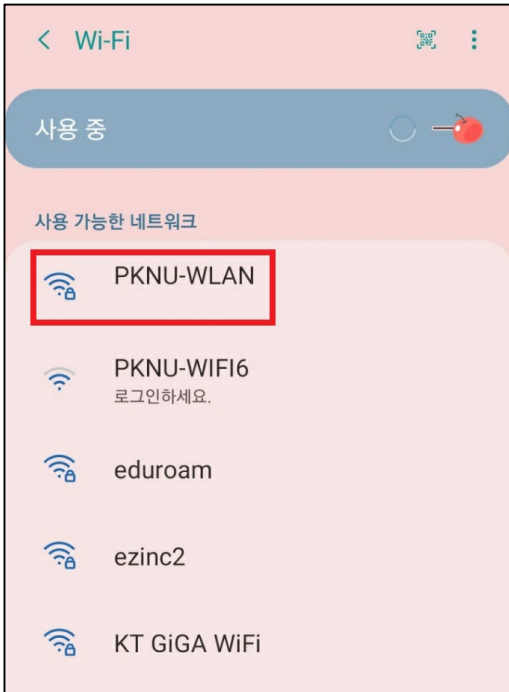 Wi-Fi
사용 중
사용 가능한 네트워크
PKNU-WLAN
PKNU-WIFI6
로그인하세요.
eduroam
ezinc2
KT GiGA WiFi